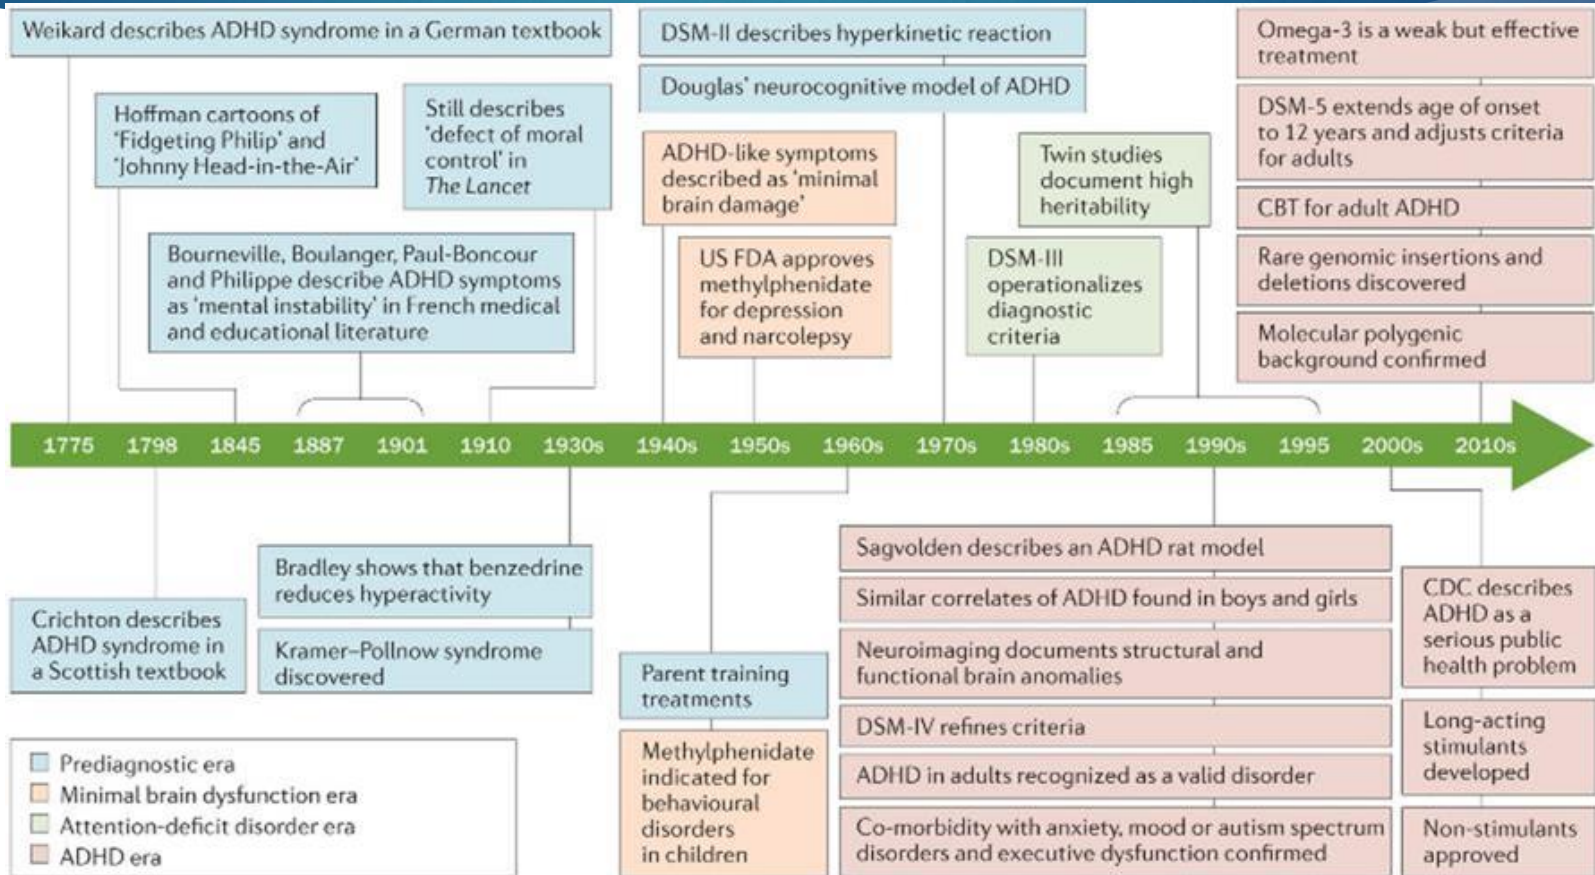 Weikard describes ADHD syndrome in a German textbook
Hoffman cartoons of
‘Fidgeting Philip’ and
‘Johnny Head-in-the-Air’
Still describes
‘defect of moral
control’ in
The Lancet
Bourneville, Boulanger, Paul-Boncour
and Philippe describe ADHD symptoms
as ‘mental instability’ in French medical
and educational literature
DSM-II describes hyperkinetic reaction
Douglas’ neurocognitive model of ADHD
ADHD-like symptoms
described as ‘minimal
brain damage’
US FDA approves
methylphenidate
for depression
and narcolepsy
Twin studies
document high
heritability
DSM-III
operationalizes
diagnostic
criteria
Omega-3 is a weak but effective
treatment
DSM-5 extends age of onset
to 12 years and adjusts criteria
for adults
CBT for adult ADHD
Rare genomic insertions and
deletions discovered
Molecular polygenic
background confirmed
1775 1798 1845 1887 1901 1910 1930s 1940s 1950s 1960s 1970s 1980s 1985 1990s 1995 2000s 2010s
Crichton describes
ADHD syndrome in
a Scottish textbook
Bradley shows that benzedrine
reduces hyperactivity
Kramer–Pollnow syndrome
discovered
Parent training
treatments
Methylphenidate
indicated for
behavioural
disorders
in children
Sagvolden describes an ADHD rat model
Similar correlates of ADHD found in boys and girls
Neuroimaging documents structural and
functional brain anomalies
DSM-IV refines criteria
ADHD in adults recognized as a valid disorder
Co-morbidity with anxiety, mood or autism spectrum
disorders and executive dysfunction confirmed
CDC describes
ADHD as a
serious public
health problem
Long-acting
stimulants
developed
Non-stimulants
approved
Prediagnostic era
Minimal brain dysfunction era
Attention-deficit disorder era
ADHD era